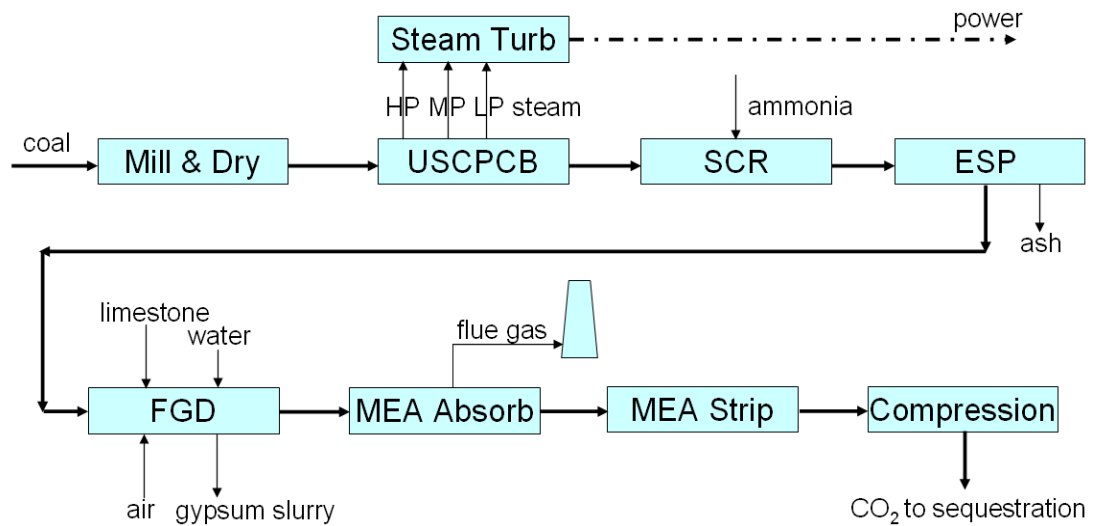 Steam Turb
power
HP MP LP steam
ammonia
coal
Mill & Dry
USCPCB
SCR
ESP
ash
limestone
water
flue gas
FGD
MEA Absorb
MEA Strip
Compression
air
gypsum slurry
CO₂ to sequestration